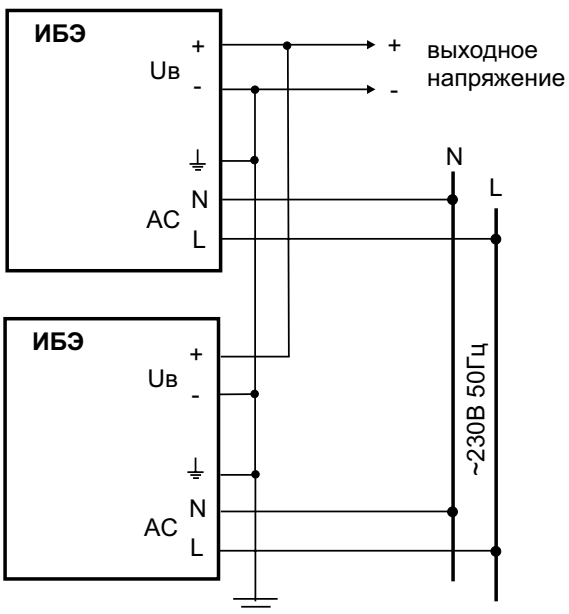 ИБЭ
+
Uв
-
N
AC
L
+
-
выходное
напряжение
N
L
~230В 50Гц
ИБЭ
+
Uв
-
N
AC
L